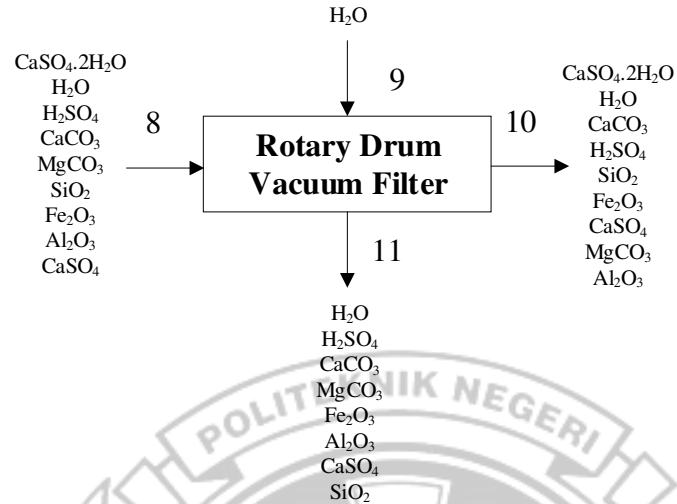 H₂O
9
CaSO₄.2H₂O
H₂O
H₂SO₄
CaCO₃
MgCO₃
SiO₂
Fe₂O₃
Al₂O₃
CaSO₄
8
Rotary Drum
Vacuum Filter
10
CaSO₄.2H₂O
H₂O
CaCO₃
H₂SO₄
SiO₂
Fe₂O₃
CaSO₄
MgCO₃
Al₂O₃
11
H₂O
H₂SO₄
CaCO₃
MgCO₃
Fe₂O₃
Al₂O₃
CaSO₄
SiO₂
POLITEKNIK NEGERI